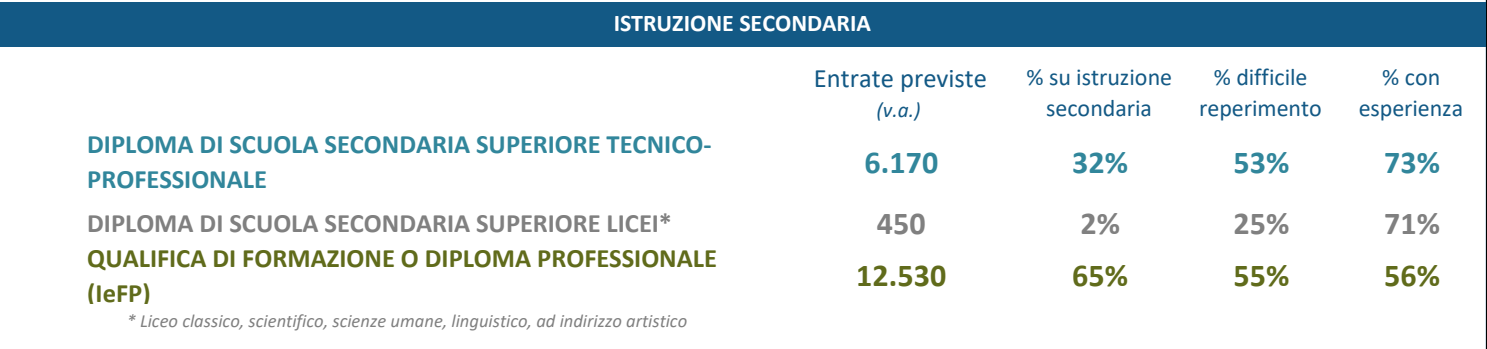 ISTRUZIONE SECONDARIA
Entrate previste % su istruzione % difficile % con
(v.a.) secondaria reperimento esperienza
DIPLOMA DI SCUOLA SECONDARIA SUPERIORE TECNICO-
PROFESSIONALE
6.170 32% 53% 73%
DIPLOMA DI SCUOLA SECONDARIA SUPERIORE LICEI* 450 2% 25% 71%
QUALIFICA DI FORMAZIONE O DIPLOMA PROFESSIONALE
(IeFP)
12.530 65% 55% 56%
* Liceo classico, scientifico, scienze umane, linguistico, ad indirizzo artistico